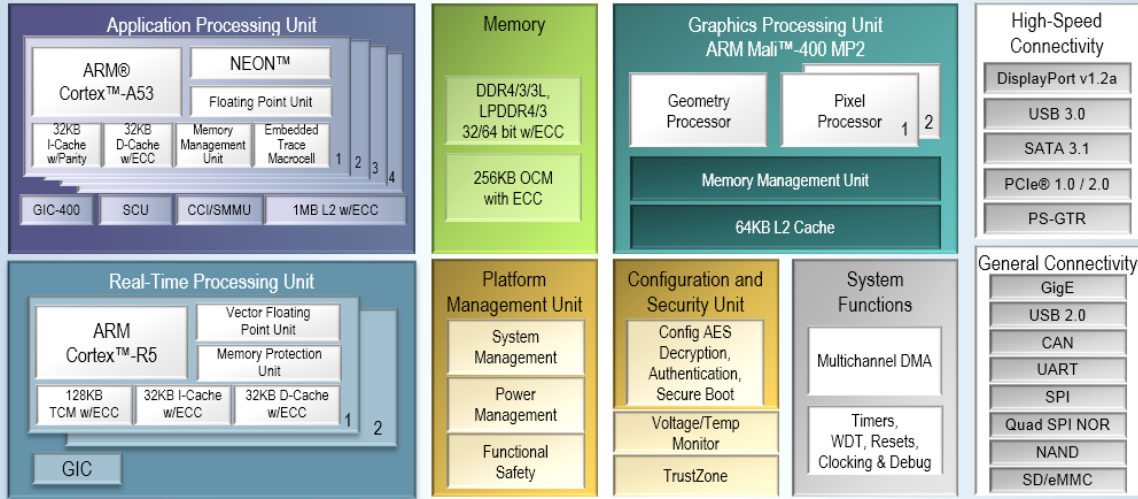 Application Processing Unit
ARM®
Cortex™-A53
NEON™
Floating Point Unit
32KB
I-Cache
w/Parity
32KB
D-Cache
w/ECC
Memory
Management
Unit
Embedded
Trace
Macrocell
1
2
3
4
GIC-400
SCU
CCI/SMMU
1MB L2 w/ECC
Memory
DDR4/3/3L,
LPDDR4/3
32/64 bit w/ECC
256KB OCM
with ECC
Graphics Processing Unit
ARM Mali™-400 MP2
Geometry
Processor
Pixel
Processor
1
2
Memory Management Unit
64KB L2 Cache
High-Speed
Connectivity
DisplayPort v1.2a
USB 3.0
SATA 3.1
PCIe® 1.0 / 2.0
PS-GTR
Real-Time Processing Unit
ARM
Cortex™-R5
Vector Floating
Point Unit
Memory Protection
Unit
128KB
TCM w/ECC
32KB I-Cache
w/ECC
32KB D-Cache
w/ECC
1
2
GIC
Platform
Management Unit
System
Management
Power
Management
Functional
Safety
Configuration and
Security Unit
Config AES
Decryption,
Authentication,
Secure Boot
Voltage/Temp
Monitor
TrustZone
System
Functions
Multichannel DMA
Timers,
WDT, Resets,
Clocking & Debug
General Connectivity
GigE
USB 2.0
CAN
UART
SPI
Quad SPI NOR
NAND
SD/eMMC